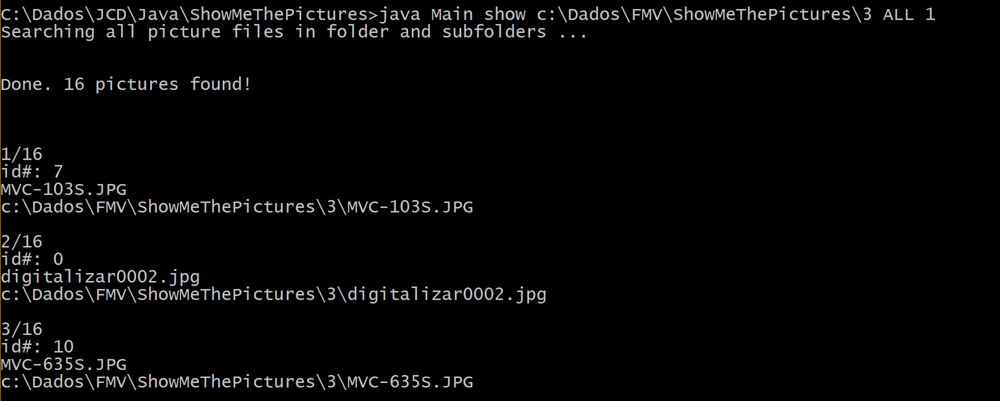 C:\Dados\JCD\Java\ShowMeThePictures>java Main show c:\Dados\FMV\ShowMeThePictures\3 ALL 1
Searching all picture files in folder and subfolders ...
Done. 16 pictures found!
1/16
id#: 7
MVC-103S.JPG
c:\Dados\FMV\ShowMeThePictures\3\MVC-103S.JPG
2/16
id#: 0
digitalizar0002.jpg
c:\Dados\FMV\ShowMeThePictures\3\digitalizar0002.jpg
3/16
id#: 10
MVC-635S.JPG
c:\Dados\FMV\ShowMeThePictures\3\MVC-635S.JPG